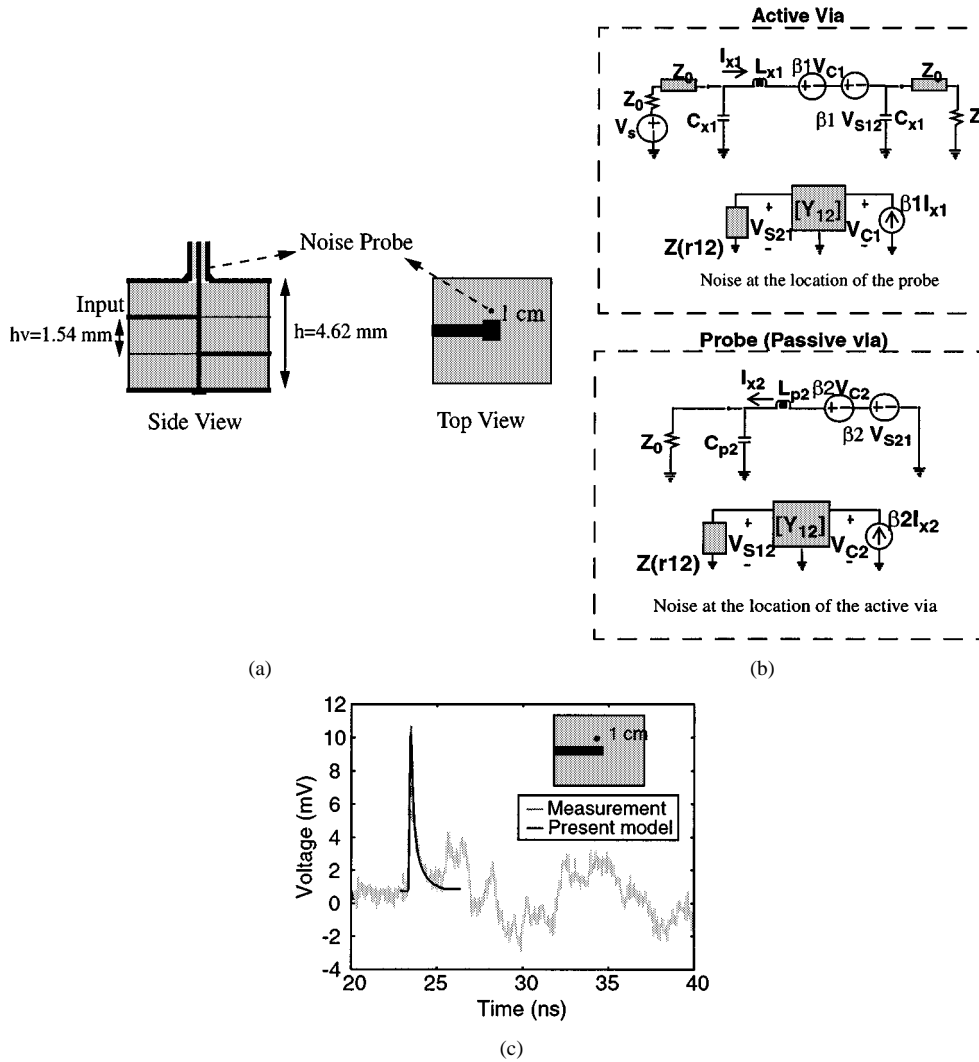 Noise Probe
Input
hv=1.54 mm
h=4.62 mm
1 cm
Side View
Top View
(a)
Active Via
Ix1
Lx1
β1VC1
Z0
Z0
Z0
Vs
Cx1
β1 VS12
Cx1
Z
[Y12]
β1Ix1
+
+
VS21
VC1
-
-
Z(r12)
Noise at the location of the probe
Probe (Passive via)
Ix2
Lp2
β2VC2
Z0
Cp2
β2 VS21
[Y12]
β2Ix2
+
+
VS12
VC2
-
-
Z(r12)
Noise at the location of the active via
(b)
12
10
8
6
4
2
0
-2
-4
Voltage (mV)
1 cm
Measurement
Present model
20
25
30
35
40
Time (ns)
(c)